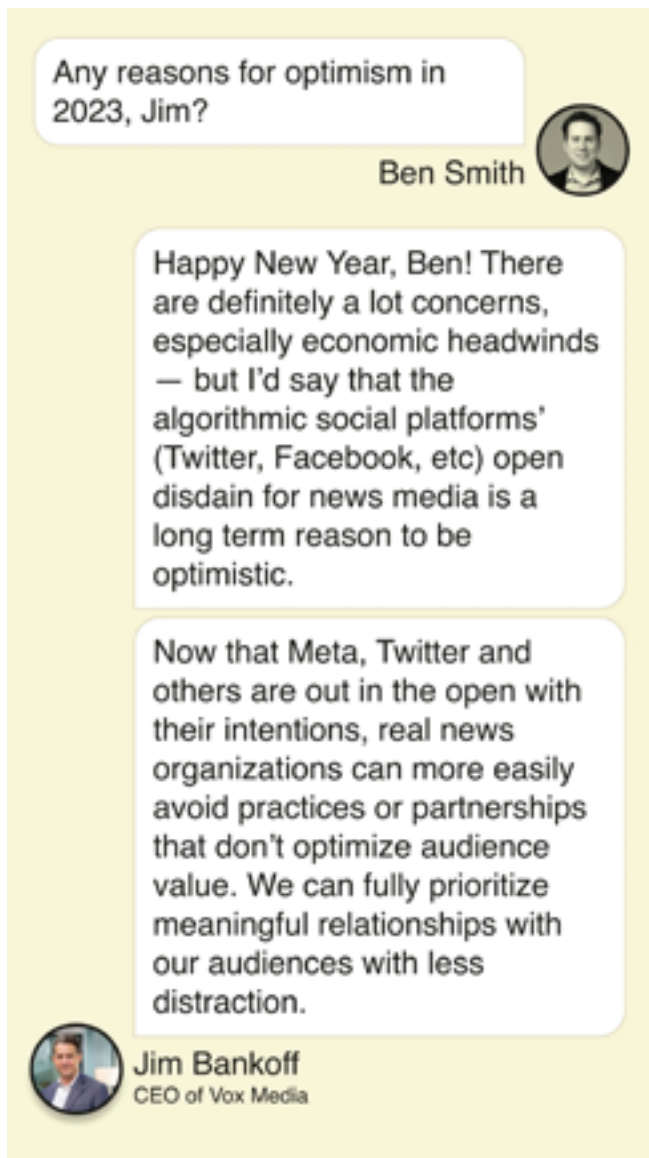 Any reasons for optimism in
2023, Jim?
Ben Smith
Happy New Year, Ben! There
are definitely a lot concerns,
especially economic headwinds
— but I'd say that the
algorithmic social platforms'
(Twitter, Facebook, etc) open
disdain for news media is a
long term reason to be
optimistic.
Now that Meta, Twitter and
others are out in the open with
their intentions, real news
organizations can more easily
avoid practices or partnerships
that don't optimize audience
value. We can fully prioritize
meaningful relationships with
our audiences with less
distraction.
Jim Bankoff
CEO of Vox Media